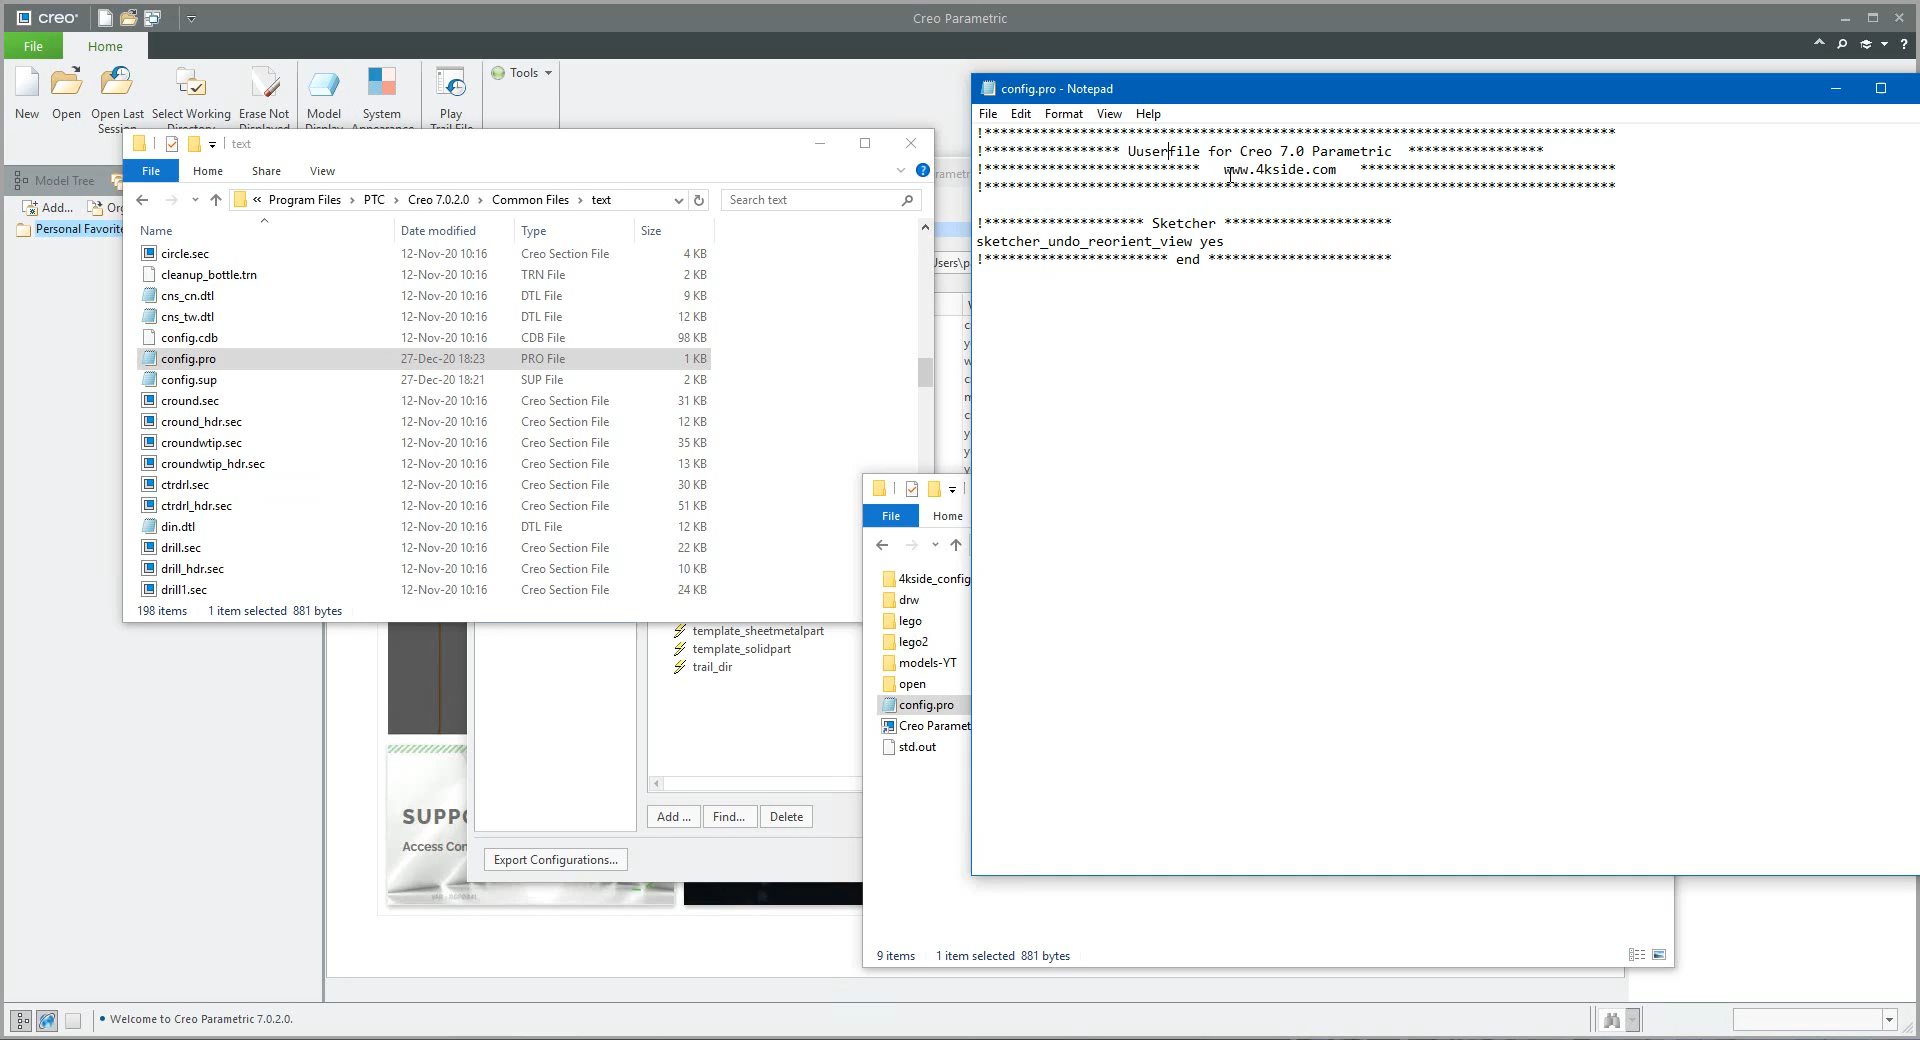 creo
Creo Parametric
File
Home
New
Open
Open Last
Session
Select Working
Directory
Erase Not
Displayed
Model
Display
System
Appearance
Play
Trail File
Tools
Model Tree
Add...
Personal Favorite
text
File
Home
Share
View
« Program Files > PTC > Creo 7.0.2.0 > Common Files > text
Search text
Name Date modified Type Size
circle.sec 12-Nov-20 10:16 Creo Section File 4 KB
cleanup_bottle.trn 12-Nov-20 10:16 TRN File 2 KB
cns_cn.dtl 12-Nov-20 10:16 DTL File 9 KB
cns_tw.dtl 12-Nov-20 10:16 DTL File 12 KB
config.cdb 12-Nov-20 10:16 CDB File 98 KB
config.pro 27-Dec-20 18:23 PRO File 1 KB
config.sup 27-Dec-20 18:21 SUP File 2 KB
cround.sec 12-Nov-20 10:16 Creo Section File 31 KB
cround_hdr.sec 12-Nov-20 10:16 Creo Section File 12 KB
croundwtip.sec 12-Nov-20 10:16 Creo Section File 35 KB
croundwtip_hdr.sec 12-Nov-20 10:16 Creo Section File 13 KB
ctrdrl.sec 12-Nov-20 10:16 Creo Section File 30 KB
ctrdrl_hdr.sec 12-Nov-20 10:16 Creo Section File 51 KB
din.dtl 12-Nov-20 10:16 DTL File 12 KB
drill.sec 12-Nov-20 10:16 Creo Section File 22 KB
drill_hdr.sec 12-Nov-20 10:16 Creo Section File 10 KB
drill1.sec 12-Nov-20 10:16 Creo Section File 24 KB
198 items 1 item selected 881 bytes
config.pro - Notepad
File Edit Format View Help
!*******************************************************************************
!***************** Uuserfile for Creo 7.0 Parametric *****************
!*************************** www.4kside.com ********************************
!*******************************************************************************
!******************** Sketcher *********************
sketcher_undo_reorient_view yes
!*********************** end ***********************
template_sheetmetalpart
template_solidpart
trail_dir
Add ...
Find...
Delete
Export Configurations...
SUPPO
Access Con
File
Home
4kside_config
drw
lego
lego2
models-YT
open
config.pro
Creo Paramet
std.out
9 items 1 item selected 881 bytes
• Welcome to Creo Parametric 7.0.2.0.